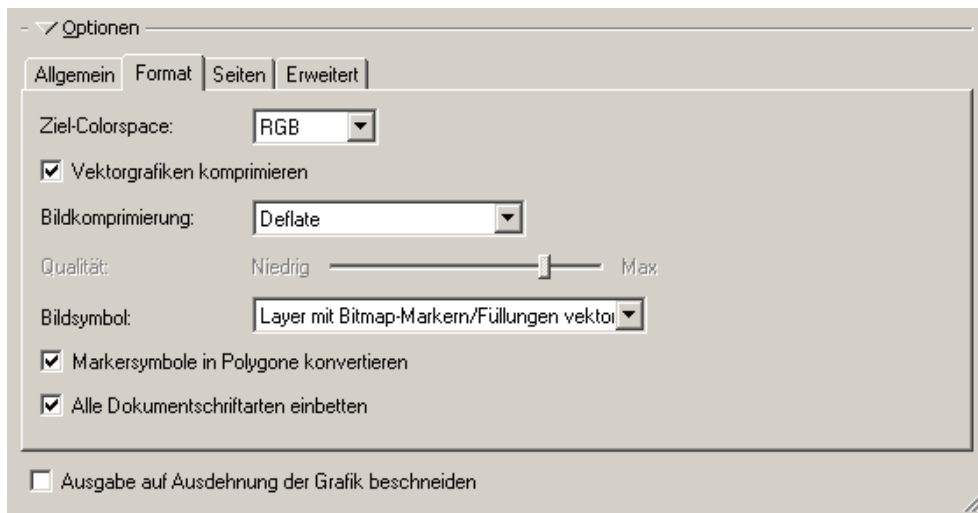 Optionen
Allgemein Format Seiten Erweitert
Ziel-Colorspace: RGB
Vektorgrafiken komprimieren
Bildkomprimierung: Deflate
Qualität: Niedrig Max
Bildsymbol: Layer mit Bitmap-Markern/Füllungen vektor
Markersymbole in Polygone konvertieren
Alle Dokumentschriftarten einbetten
Ausgabe auf Ausdehnung der Grafik beschneiden